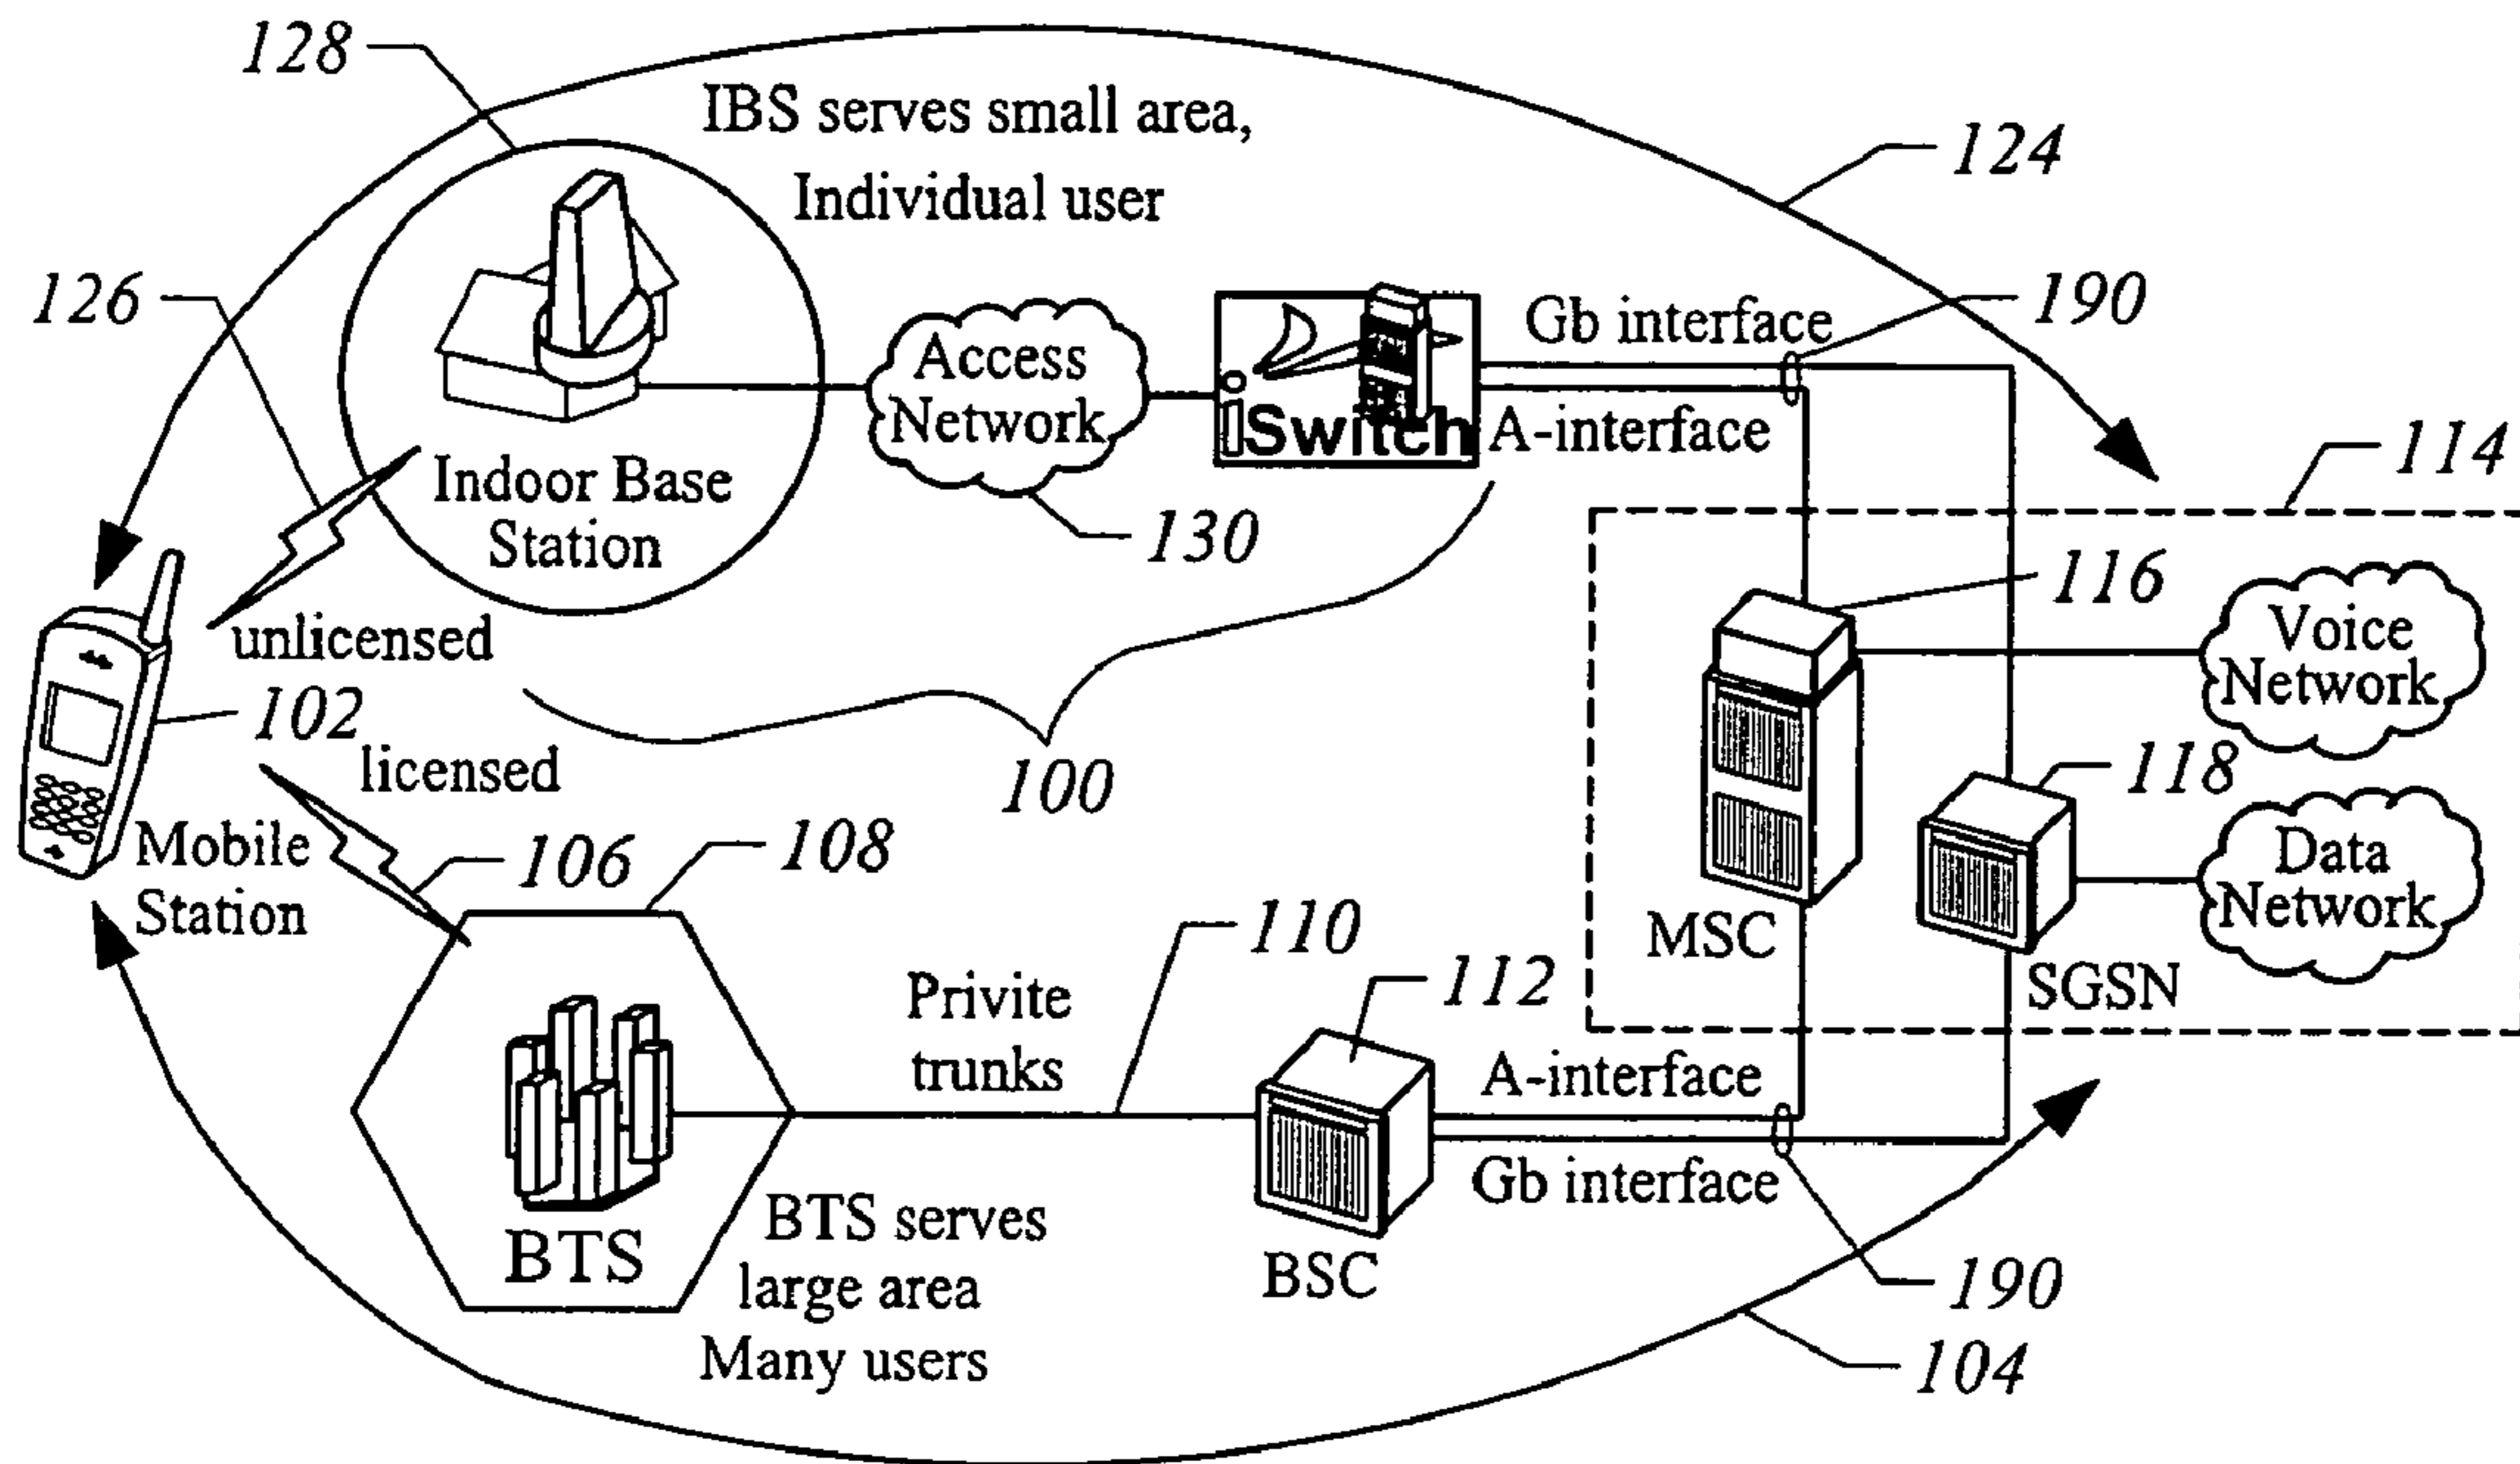 128
IBS serves small area,
Individual user
124
126
190
Gb interface
Access
Network
iSwitch
A-interface
114
Indoor Base
Station
130
116
unlicensed
Voice
Network
102
licensed
100
118
Mobile
Station
106
108
Data
Network
MSC
110
SGSN
Privite
trunks
112
A-interface
Gb interface
BTS
BTS serves
large area
Many users
BSC
190
104